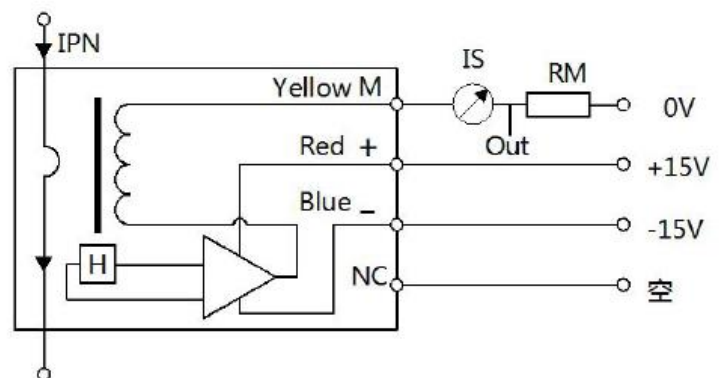 IPN
IS
RM
Yellow M
0V
Out
Red +
+15V
Blue -
-15V
H
NC
空